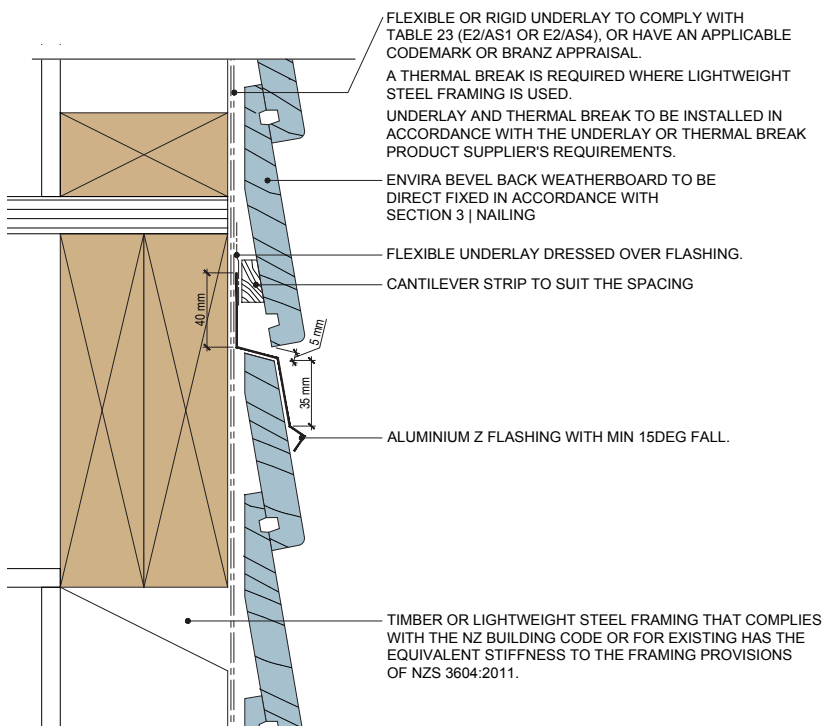 FLEXIBLE OR RIGID UNDERLAY TO COMPLY WITH
TABLE 23 (E2/AS1 OR E2/AS4), OR HAVE AN APPLICABLE
CODEMARK OR BRANZ APPRAISAL.
A THERMAL BREAK IS REQUIRED WHERE LIGHTWEIGHT
STEEL FRAMING IS USED.
UNDERLAY AND THERMAL BREAK TO BE INSTALLED IN
ACCORDANCE WITH THE UNDERLAY OR THERMAL BREAK
PRODUCT SUPPLIER'S REQUIREMENTS.
ENVIRA BEVEL BACK WEATHERBOARD TO BE
DIRECT FIXED IN ACCORDANCE WITH
SECTION 3 | NAILING
FLEXIBLE UNDERLAY DRESSED OVER FLASHING.
CANTILEVER STRIP TO SUIT THE SPACING
40 mm
5 mm
35 mm
ALUMINIUM Z FLASHING WITH MIN 15DEG FALL.
TIMBER OR LIGHTWEIGHT STEEL FRAMING THAT COMPLIES
WITH THE NZ BUILDING CODE OR FOR EXISTING HAS THE
EQUIVALENT STIFFNESS TO THE FRAMING PROVISIONS
OF NZS 3604:2011.